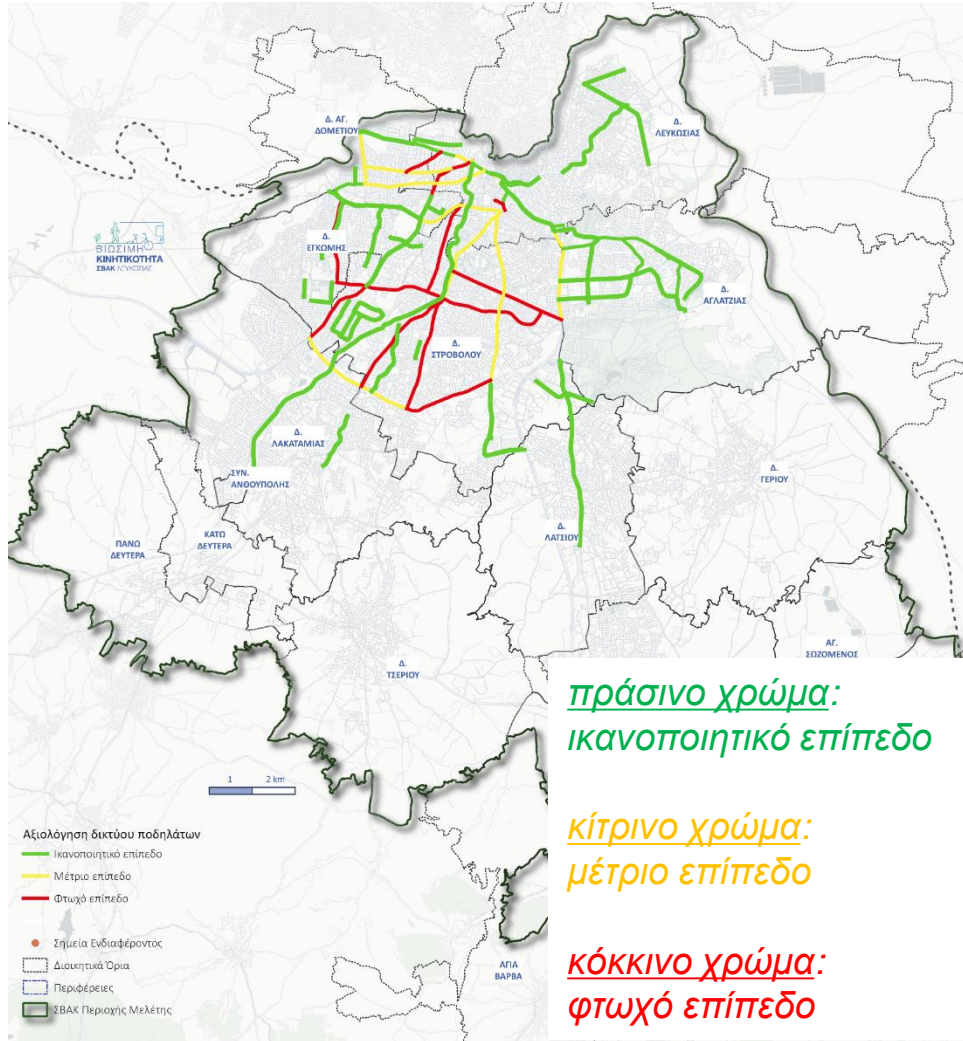 Δ. ΑΓ.
ΔΟΜΕΤΙΟΥ
Δ.
ΛΕΥΚΩΣΙΑΣ
ΒΙΩΣΙΜΗ
ΚΙΝΗΤΙΚΟΤΗΤΑ
ΣΒΑΚ ΛΕΥΚΩΣΙΑΣ
Δ.
ΕΓΚΩΜΗΣ
Δ.
ΑΓΛΑΤΖΙΑΣ
Δ.
ΣΤΡΟΒΟΛΟΥ
Δ.
ΛΑΚΑΤΑΜΙΑΣ
ΣΥΝ.
ΑΝΘΟΥΠΟΛΗΣ
Δ.
ΓΕΡΙΟΥ
ΠΑΝΩ
ΔΕΥΤΕΡΑ
ΚΑΤΩ
ΔΕΥΤΕΡΑ
Δ.
ΛΑΤΣΙΟΥ
Δ.
ΤΣΕΡΙΟΥ
ΑΓ.
ΣΩΖΟΜΕΝΟΣ
πράσινο χρώμα:
ικανοποιητικό επίπεδο
κίτρινο χρώμα:
μέτριο επίπεδο
κόκκινο χρώμα:
φτωχό επίπεδο
1 2 km
Αξιολόγηση δικτύου ποδηλάτων
Ικανοποιητικό επίπεδο
Μέτριο επίπεδο
Φτωχό επίπεδο
Σημεία Ενδιαφέροντος
Διοικητικά Όρια
Περιφέρειες
ΣΒΑΚ Περιοχής Μελέτης
ΑΓΙΑ
ΒΑΡΒΑ